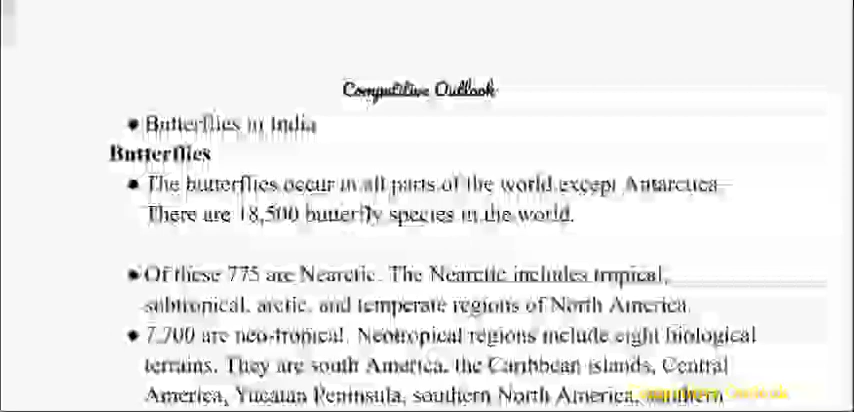 Competitive Outlook
• Butterflies in India
Butterflies
• The butterflies occur in all parts of the world except Antarctica
There are 18,500 butterfly species in the world.
• Of these 775 are Nearctic. The Nearctic includes tropical,
subtropical, arctic, and temperate regions of North America.
• 7,700 are neo-tropical. Neotropical regions include eight biological
terrains. They are south America, the Caribbean islands, Central
America, Yucatan Peninsula, southern North America,